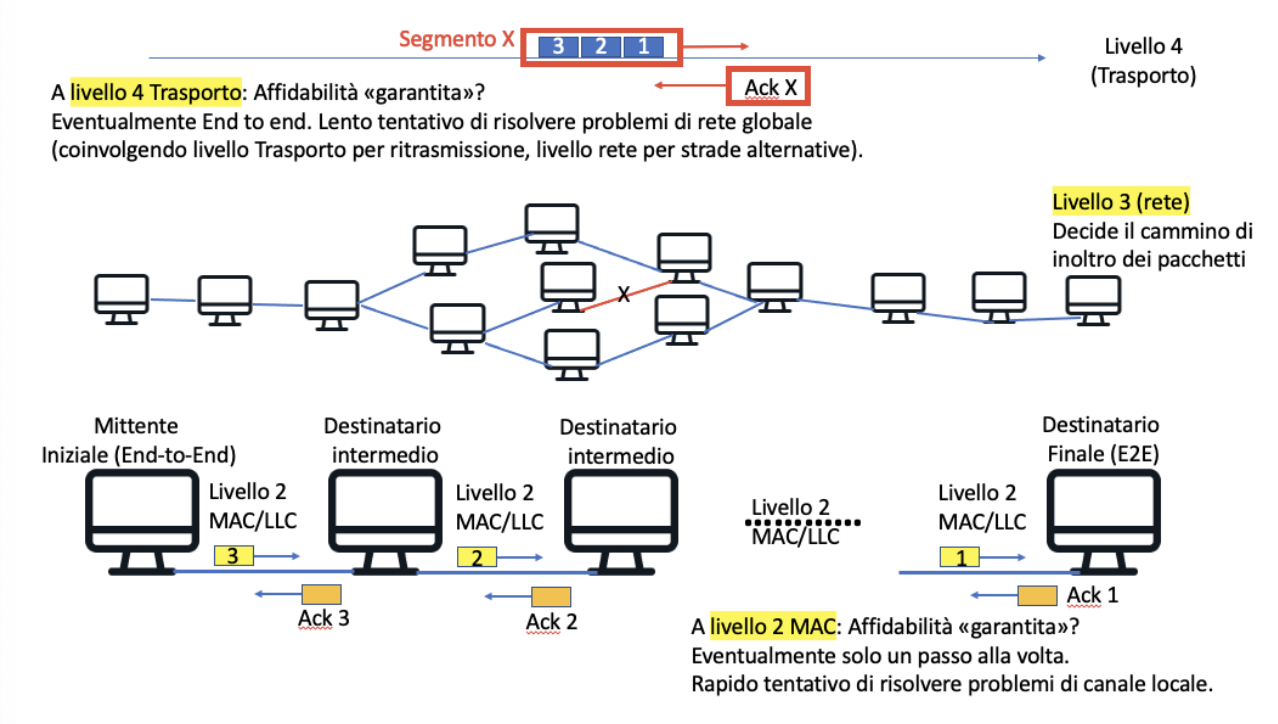 Segmento X
3 2 1
Livello 4
(Trasporto)
Ack X
A livello 4 Trasporto: Affidabilità «garantita»?
Eventualmente End to end. Lento tentativo di risolvere problemi di rete globale
(coinvolgendo livello Trasporto per ritrasmissione, livello rete per strade alternative).
Livello 3 (rete)
Decide il cammino di
inoltro dei pacchetti
X
Mittente
Iniziale (End-to-End)
Destinatario
intermedio
Destinatario
intermedio
Destinatario
Finale (E2E)
Livello 2
MAC/LLC
3
Ack 3
Livello 2
MAC/LLC
2
Ack 2
Livello 2
MAC/LLC
Livello 2
MAC/LLC
1
Ack 1
A livello 2 MAC: Affidabilità «garantita»?
Eventualmente solo un passo alla volta.
Rapido tentativo di risolvere problemi di canale locale.